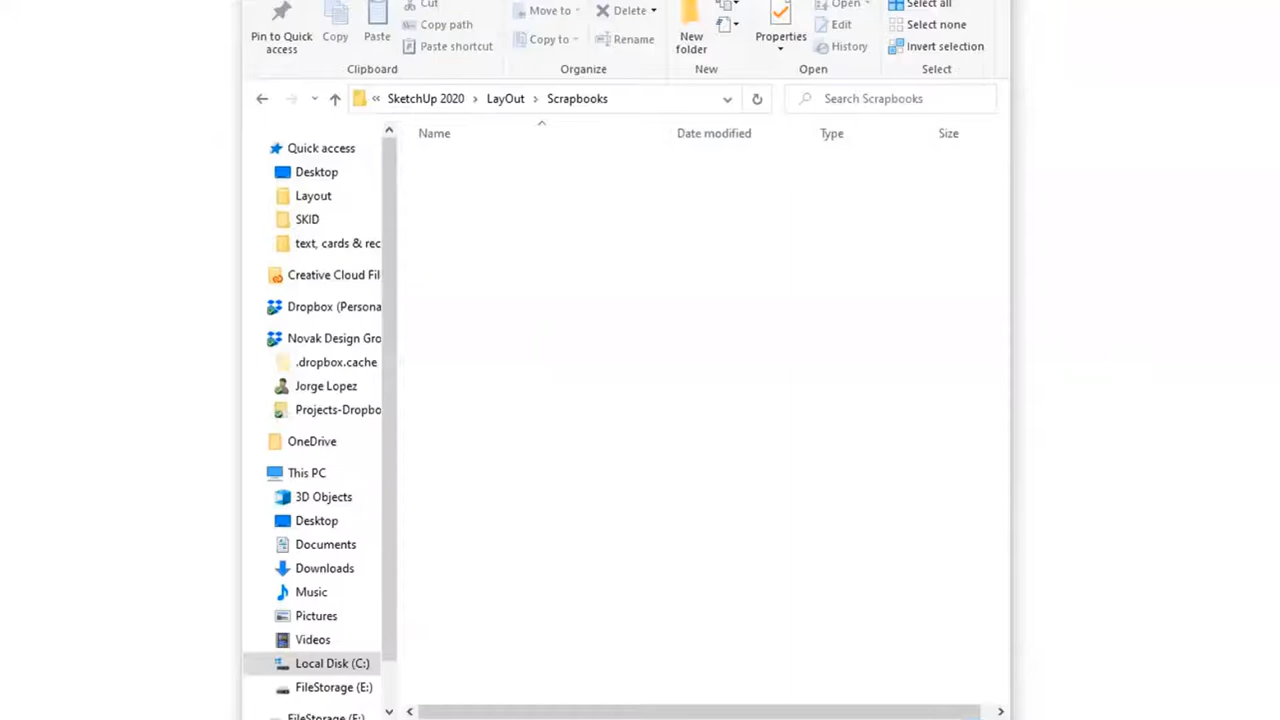 Cut
Open
Select all
Move to
Delete
Copy path
Edit
Select none
Pin to Quick access
Copy
Paste
Paste shortcut
Copy to
Rename
New folder
Properties
History
Invert selection
Clipboard
Organize
New
Open
Select
« SketchUp 2020 > LayOut > Scrapbooks
Search Scrapbooks
Name
Date modified
Type
Size
Quick access
Desktop
Layout
SKID
text, cards & rec
Creative Cloud Fil
Dropbox (Persona
Novak Design Gro
.dropbox.cache
Jorge Lopez
Projects-Dropbo
OneDrive
This PC
3D Objects
Desktop
Documents
Downloads
Music
Pictures
Videos
Local Disk (C:)
FileStorage (E:)
FileStorage (F:)